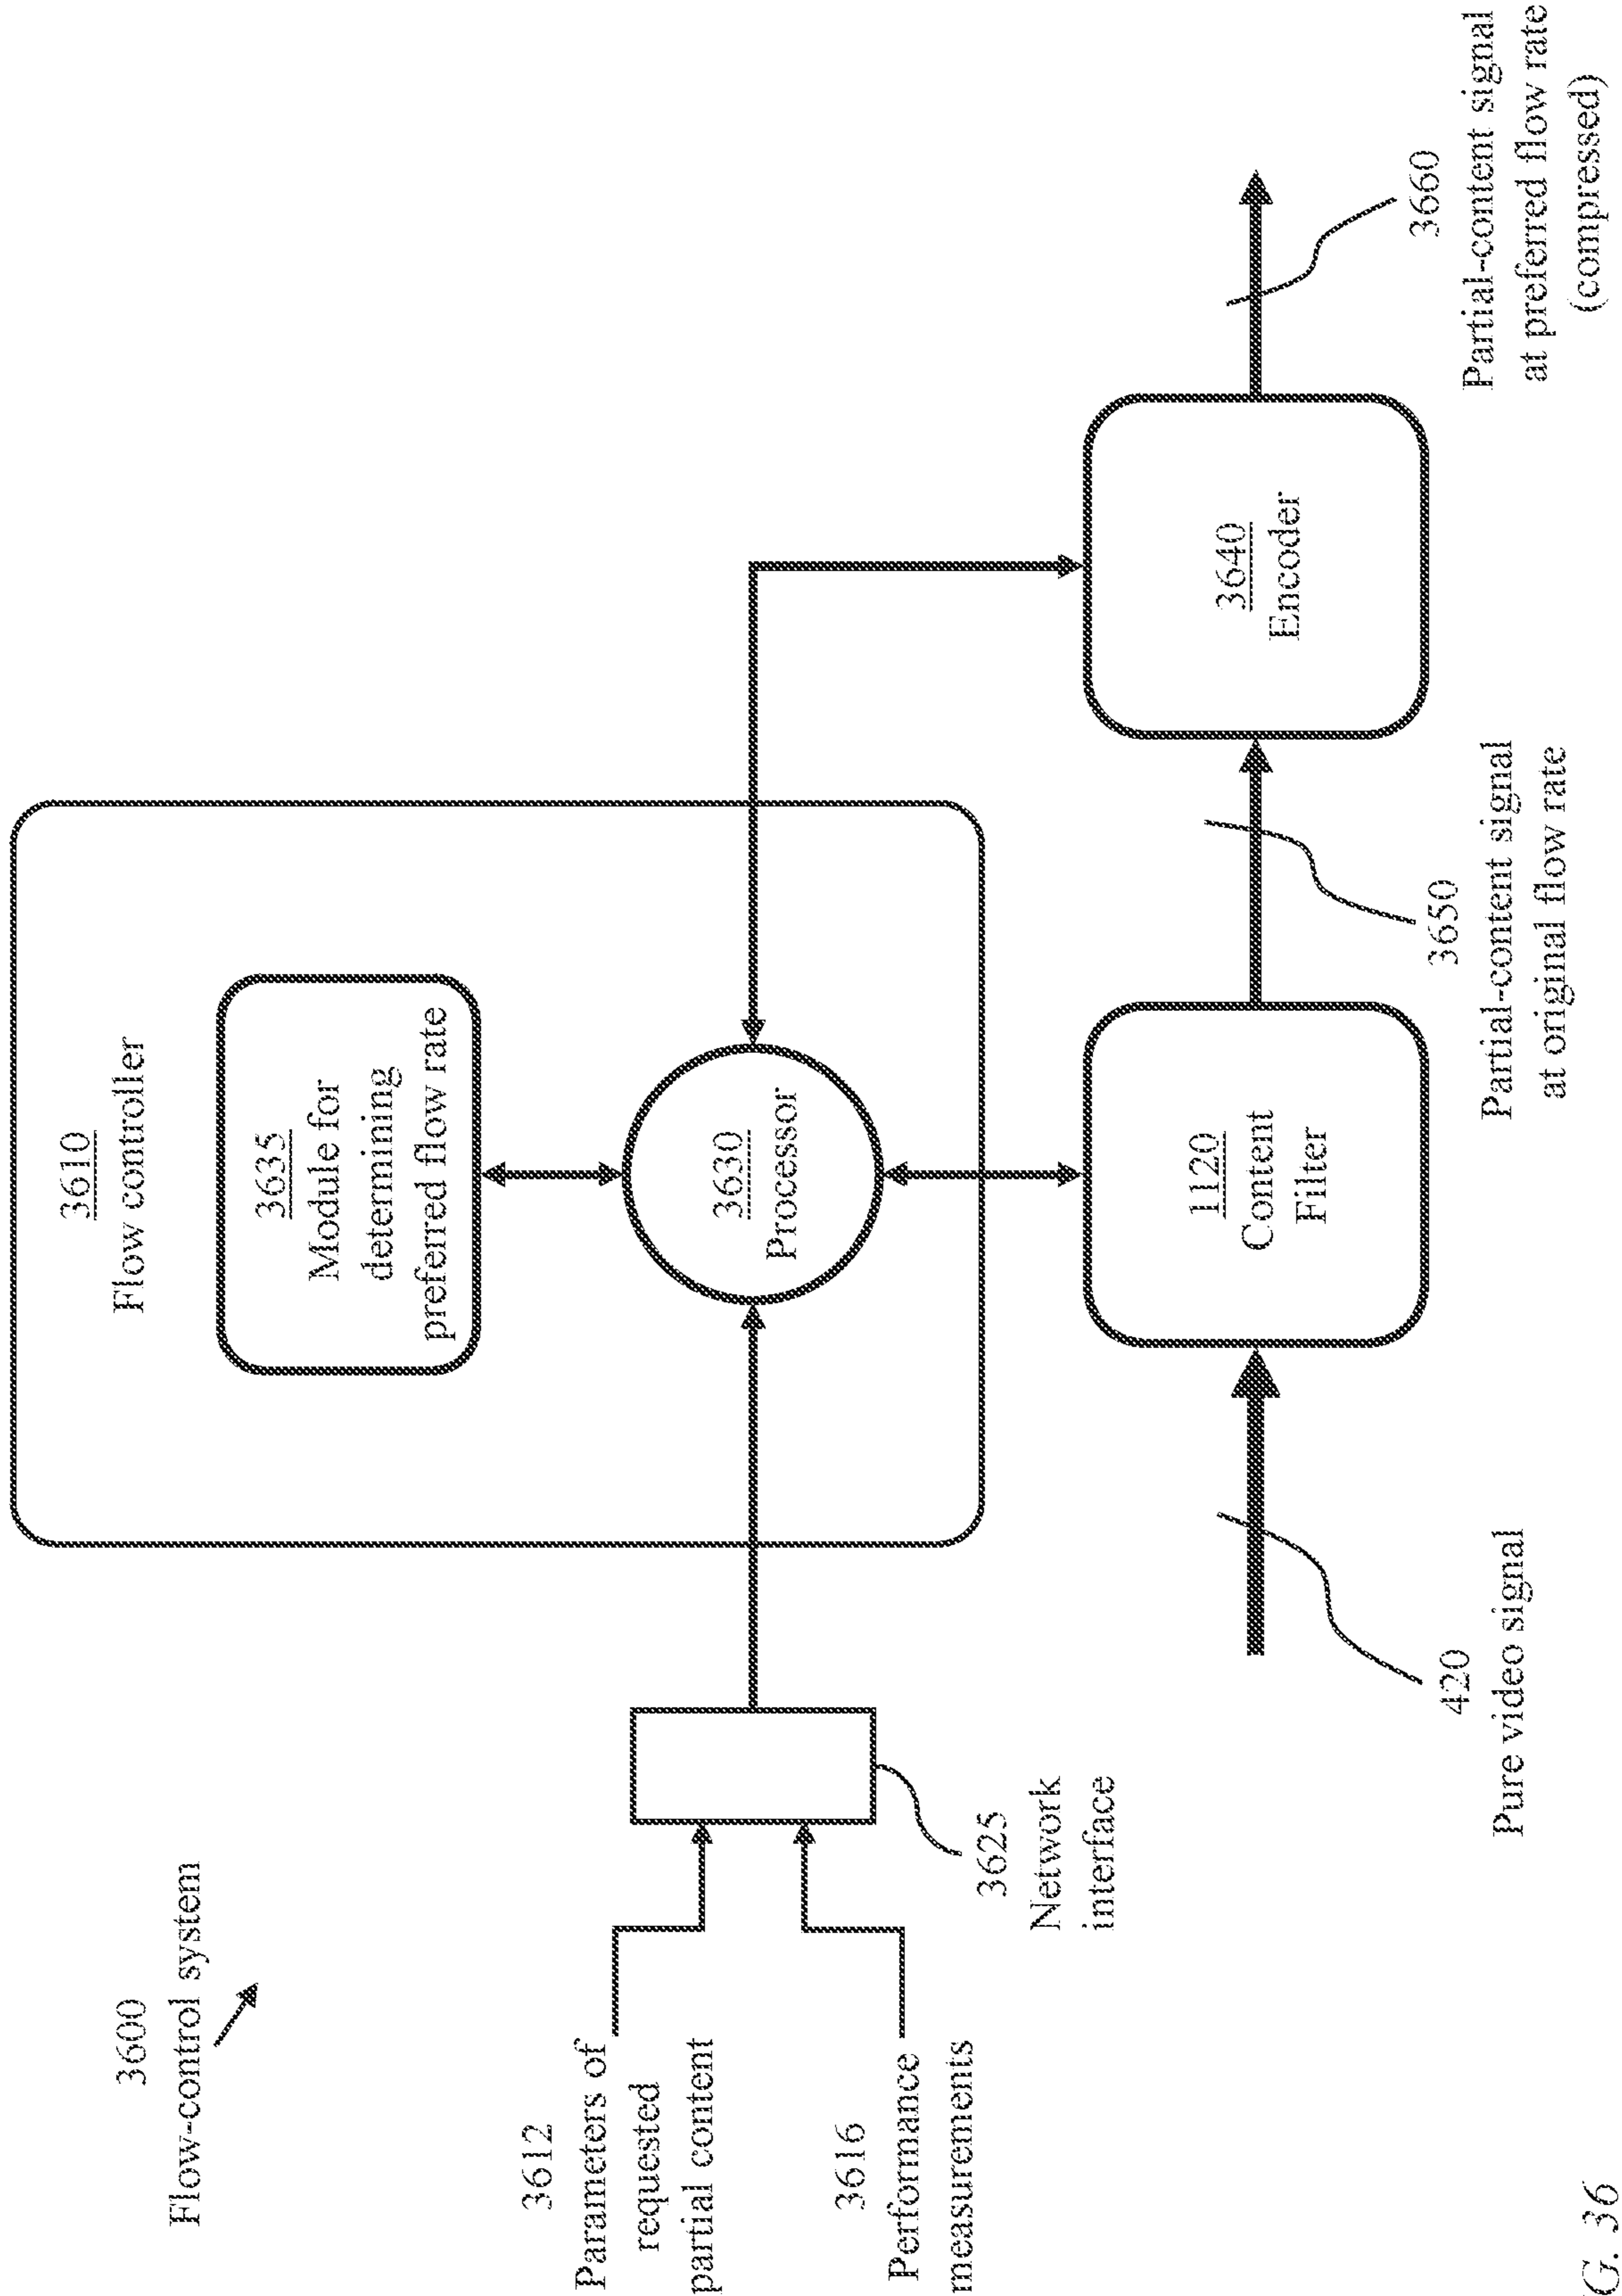 3600
Flow-control system
3610
Flow controller
3635
Module for
determining
preferred flow rate
3612
Parameters of
requested
partial content
3616
Performance
measurements
3625
Network
interface
3630
Processor
1120
Content
Filter
3640
Encoder
420
Pure video signal
3650
Partial-content signal
at original flow rate
3660
Partial-content signal
at preferred flow rate
(compressed)
G. 36